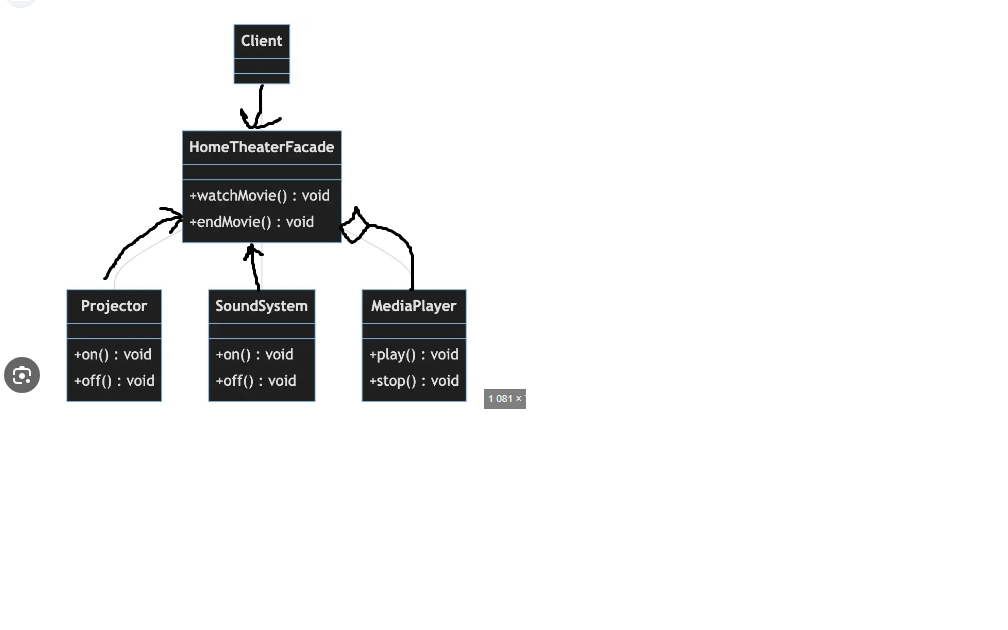 Client
HomeTheaterFacade
+watchMovie() : void
+endMovie() : void
Projector
+on() : void
+off() : void
SoundSystem
+on() : void
+off() : void
MediaPlayer
+play() : void
+stop() : void
1 081 ×